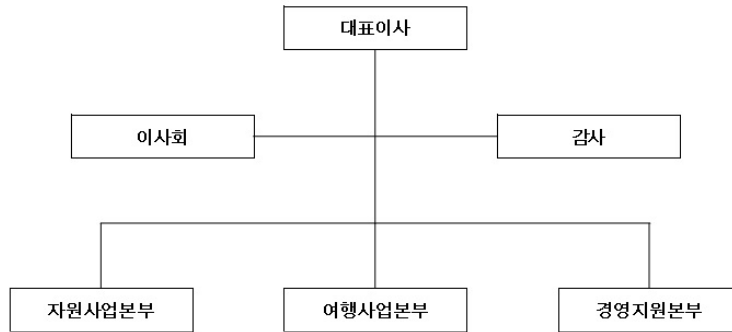 대표이사
이사회
감사
자원사업본부
여행사업본부
경영지원본부